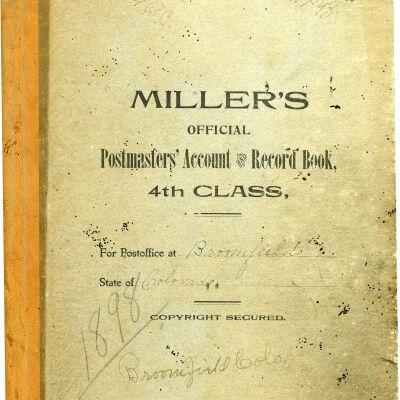 MILLER'S
OFFICIAL
Postmasters' Account and Record Book,
4th CLASS,
For Postoffice at Broomfield
State of Colorado.
COPYRIGHT SECURED.
1898
Broomfield Colo.